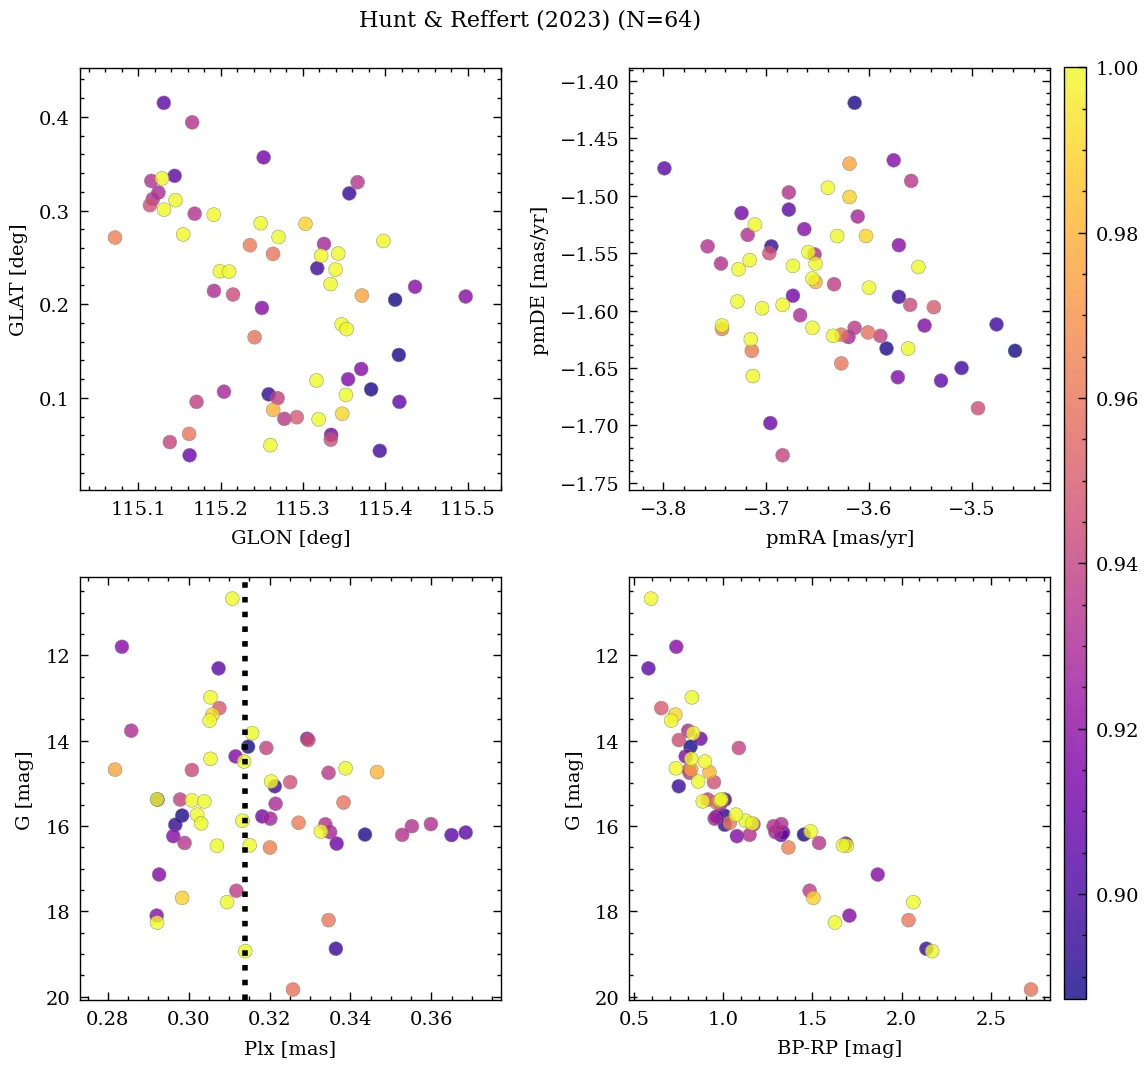 Hunt & Reffert (2023) (N=64)
0.4
0.3
0.2
0.1
GLAT [deg]
115.1 115.2 115.3 115.4 115.5
GLON [deg]
−1.40
−1.45
−1.50
−1.55
−1.60
−1.65
−1.70
−1.75
pmDE [mas/yr]
−3.8 −3.7 −3.6 −3.5
pmRA [mas/yr]
1.00
0.98
0.96
0.94
0.92
0.90
12
14
16
18
20
G [mag]
0.28 0.30 0.32 0.34 0.36
Plx [mas]
12
14
16
18
20
G [mag]
0.5 1.0 1.5 2.0 2.5
BP-RP [mag]